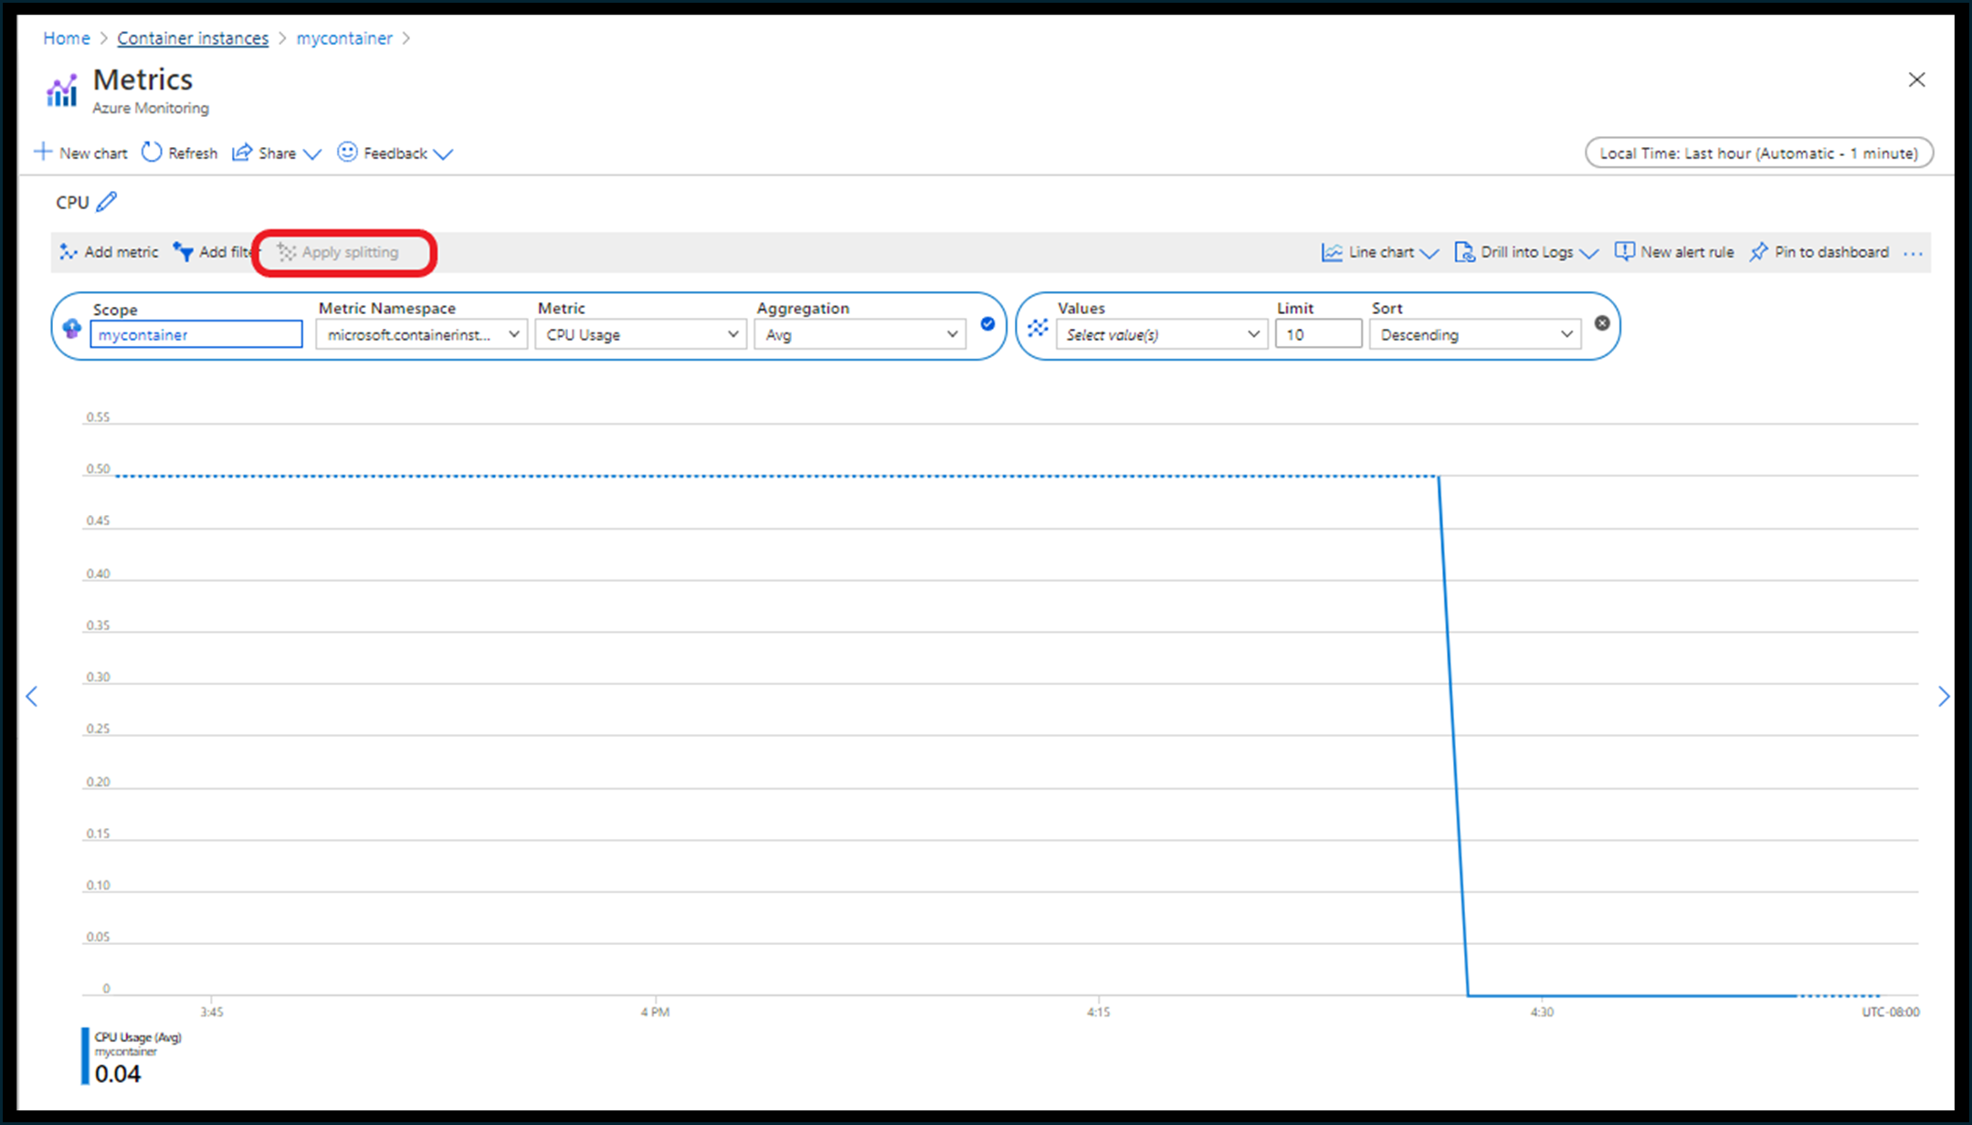 Home > Container instances > mycontainer >
Metrics
Azure Monitoring
New chart Refresh Share Feedback Local Time: Last hour (Automatic - 1 minute)
CPU
Add metric Add filter Apply splitting Line chart Drill into Logs New alert rule Pin to dashboard ...
Scope Metric Namespace Metric Aggregation Values Limit Sort
mycontainer microsoft.containerinst... CPU Usage Avg Select value(s) 10 Descending
0.55
0.50
0.45
0.40
0.35
0.30
0.25
0.20
0.15
0.10
0.05
0
3:45 4 PM 4:15 4:30 UTC-08:00
CPU Usage (Avg)
mycontainer
0.04